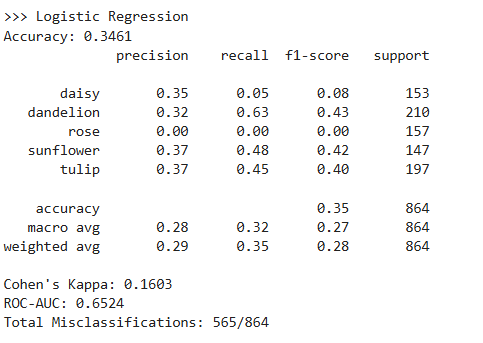 >>> Logistic Regression
Accuracy: 0.3461
precision recall f1-score support
daisy 0.35 0.05 0.08 153
dandelion 0.32 0.63 0.43 210
rose 0.00 0.00 0.00 157
sunflower 0.37 0.48 0.42 147
tulip 0.37 0.45 0.40 197
accuracy 0.35 864
macro avg 0.28 0.32 0.27 864
weighted avg 0.29 0.35 0.28 864
Cohen's Kappa: 0.1603
ROC-AUC: 0.6524
Total Misclassifications: 565/864